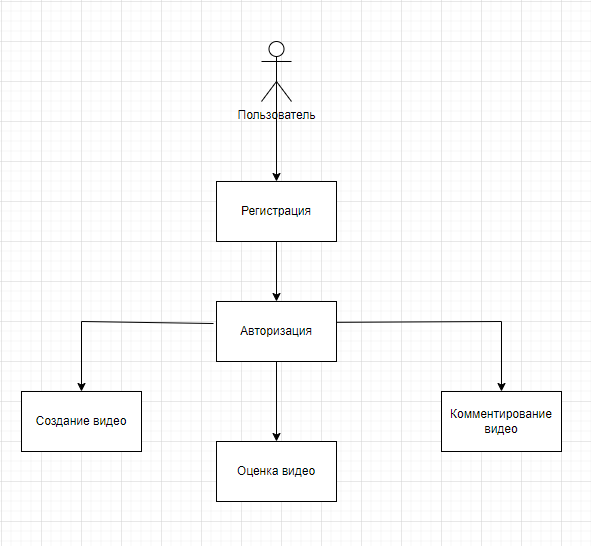 Пользователь
Регистрация
Авторизация
Создание видео
Комментирование
видео
Оценка видео